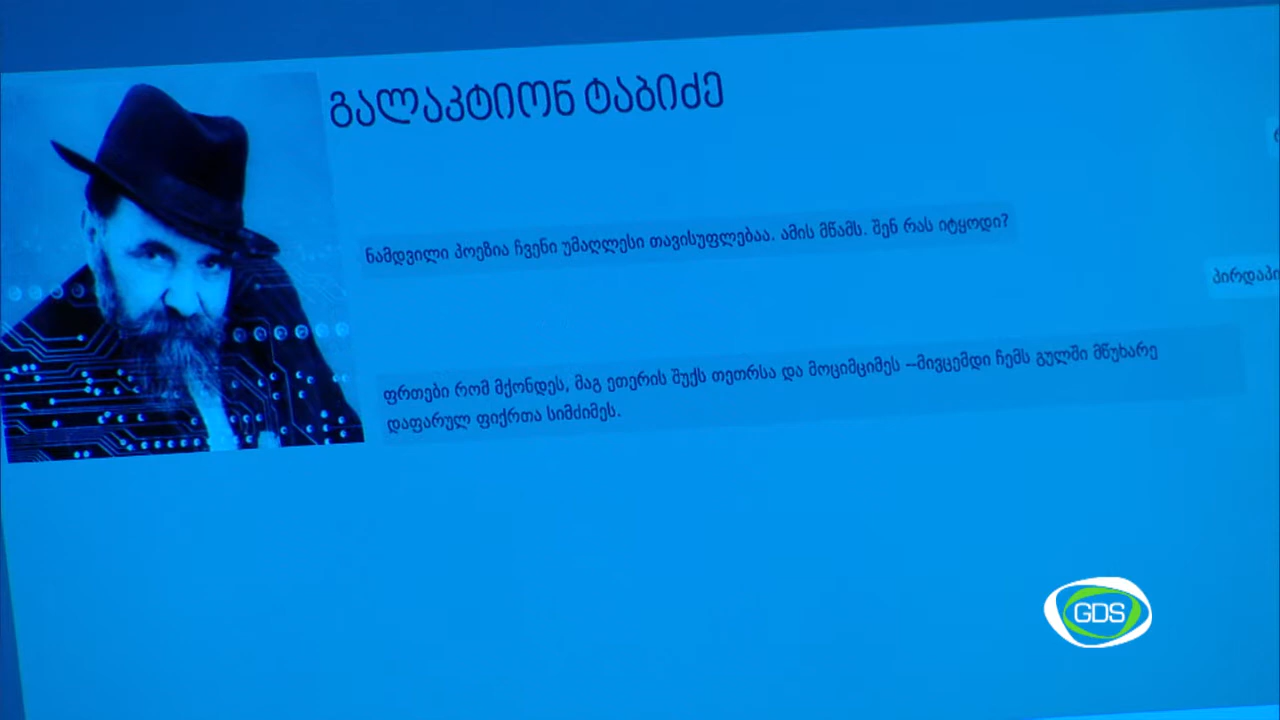 გალაკტიონ ტაბიძე
ნამდვილი პოეზია ჩვენი უმაღლესი თავისუფლებაა. ამის მწამს. შენ რას იტყოდი?
ფრთები რომ მქონდეს, მაგ ეთერის შუქს თეთრსა და მოციმციმეს –მივცემდი ჩემს გულში მწუხარე
დაფარულ ფიქრთა სიმძიმეს.
GDS